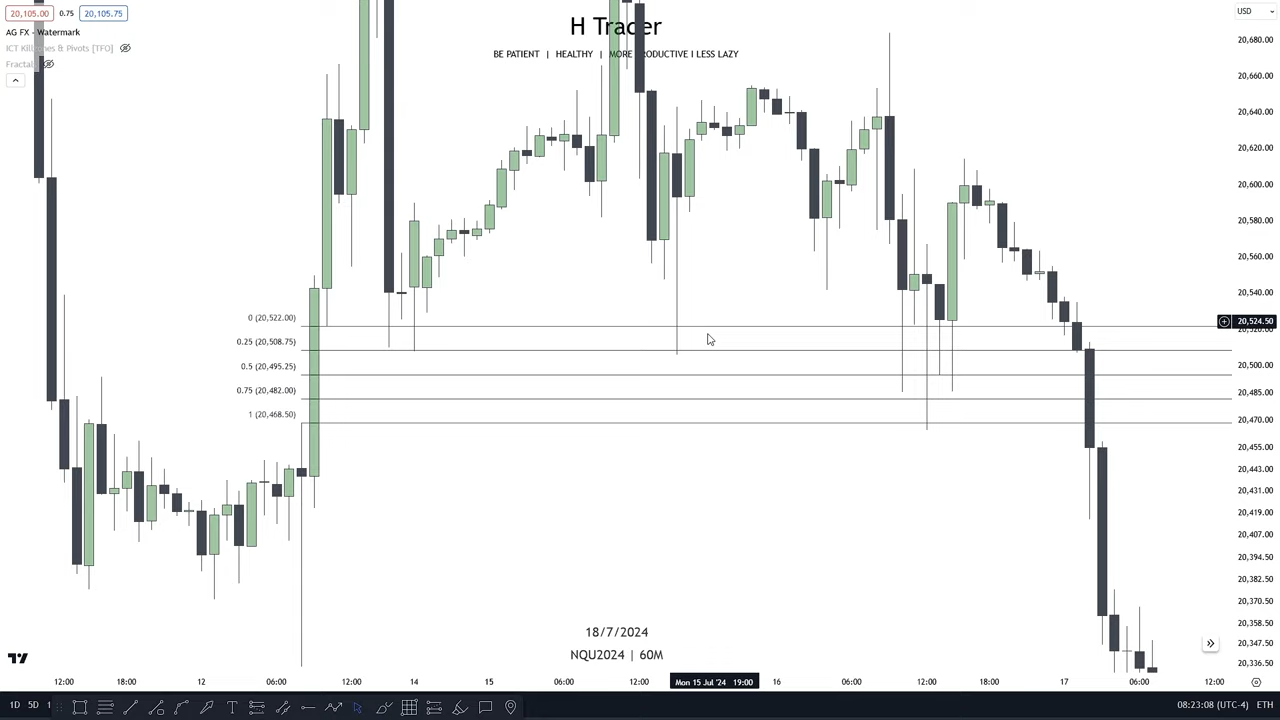 20,105.00 0.75 20,105.75
AG FX - Watermark
ICT Killzones & Pivots [TFO]
Fractal
H Trader
BE PATIENT | HEALTHY | MORE PRODUCTIVE I LESS LAZY
USD
20,680.00
20,660.00
20,640.00
20,620.00
20,600.00
20,580.00
20,560.00
20,540.00
20,524.50
20,500.00
20,485.00
20,470.00
20,455.00
20,443.00
20,431.00
20,419.00
20,407.00
20,394.50
20,382.50
20,370.50
20,358.50
20,347.50
20,336.50
0 (20,522.00)
0.25 (20,508.75)
0.5 (20,495.25)
0.75 (20,482.00)
1 (20,468.50)
18/7/2024
NQU2024 | 60M
12:00 18:00 12 06:00 12:00 14 15 06:00 12:00 Mon 15 Jul '24 19:00 16 06:00 12:00 18:00 17 06:00 12:00
1D 5D 1 08:23:08 (UTC-4) ETH